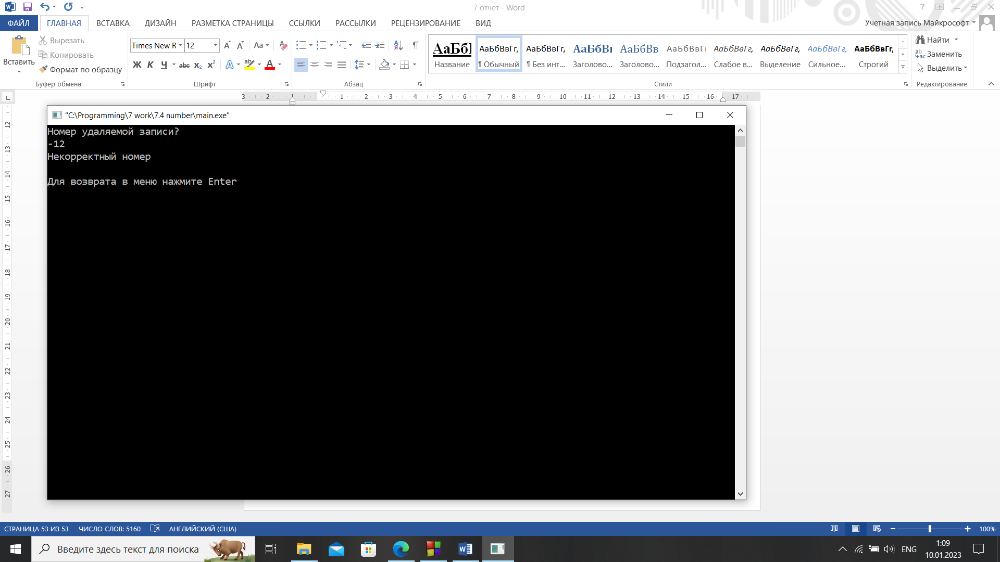 7 отчет - Word
ФАЙЛ ГЛАВНАЯ ВСТАВКА ДИЗАЙН РАЗМЕТКА СТРАНИЦЫ ССЫЛКИ РАССЫЛКИ РЕЦЕНЗИРОВАНИЕ ВИД Учетная запись Майкрософт
Вставить
Вырезать
Копировать
Формат по образцу
Буфер обмена
Times New R 12
Ж К Ч abc x₂ x²
Шрифт
Абзац
АаБбІ АаБбВвГг, АаБбВвГг, АаБбВı АаБбВв АаБбВвГı АаБбВвГг, АаБбВвГг, АаБбВвГг, АаБбВвГг,
Название ¶ Обычный ¶ Без инт... Заголово... Заголово... Подзагол... Слабое в... Выделение Сильное... Строгий
Стили
Найти
Заменить
Выделить
Редактирование
3 2 1 1 2 3 4 5 6 7 8 9 10 11 12 13 14 15 16 17
12
13
14
15
16
17
18
19
20
21
22
23
24
25
26
27
"C:\Programming\7 work\7.4 number\main.exe"
Номер удаляемой записи?
-12
Некорректный номер
Для возврата в меню нажмите Enter
СТРАНИЦА 53 ИЗ 53 ЧИСЛО СЛОВ: 5160 АНГЛИЙСКИЙ (США) 100%
Введите здесь текст для поиска
ENG
1:09
10.01.2023